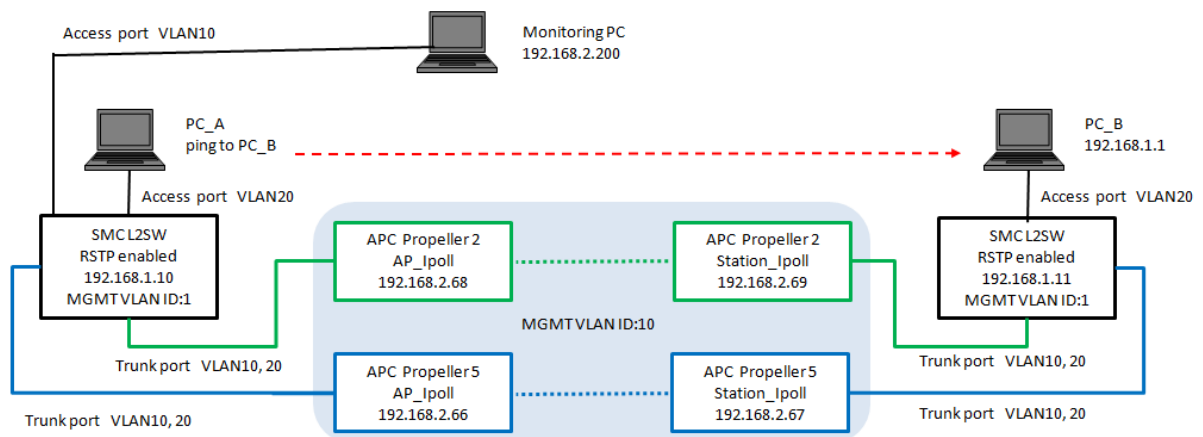 Access port VLAN10
Monitoring PC
192.168.2.200
PC_A
ping to PC_B
PC_B
192.168.1.1
Access port VLAN20
Access port VLAN20
SMC L2SW
RSTP enabled
192.168.1.10
MGMT VLAN ID:1
APC Propeller 2
AP_Ipoll
192.168.2.68
APC Propeller 2
Station_Ipoll
192.168.2.69
SMC L2SW
RSTP enabled
192.168.1.11
MGMT VLAN ID:1
MGMT VLAN ID:10
Trunk port VLAN10, 20
Trunk port VLAN10, 20
APC Propeller 5
AP_Ipoll
192.168.2.66
APC Propeller 5
Station_Ipoll
192.168.2.67
Trunk port VLAN10, 20
Trunk port VLAN10, 20